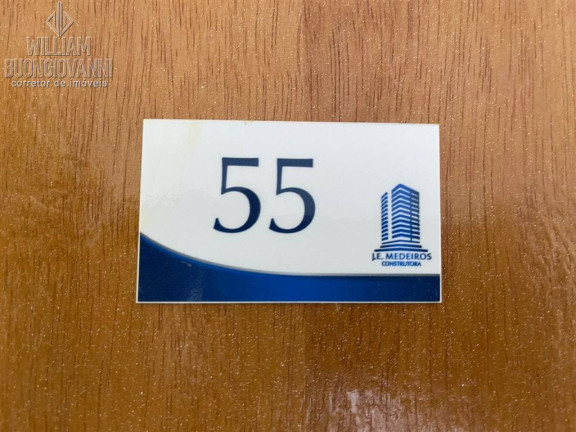 WILLIAM
BUONGIOVANNI
corretor de imóveis
55
J.E. MEDEIROS
CONSTRUTORA